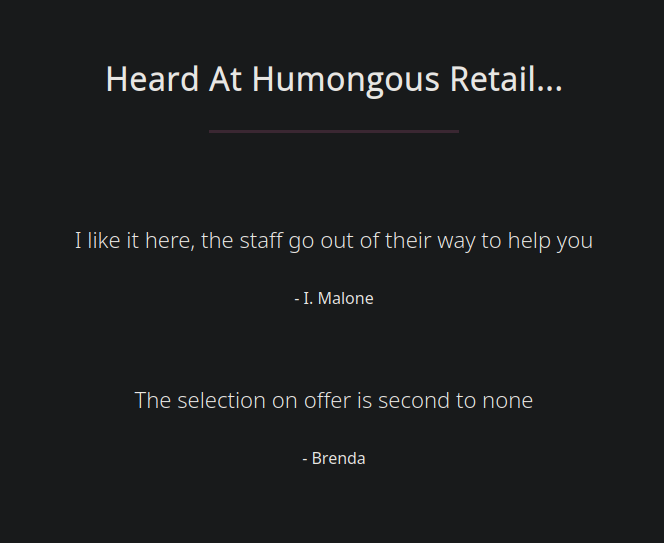 Heard At Humongous Retail...
I like it here, the staff go out of their way to help you
- I. Malone
The selection on offer is second to none
- Brenda